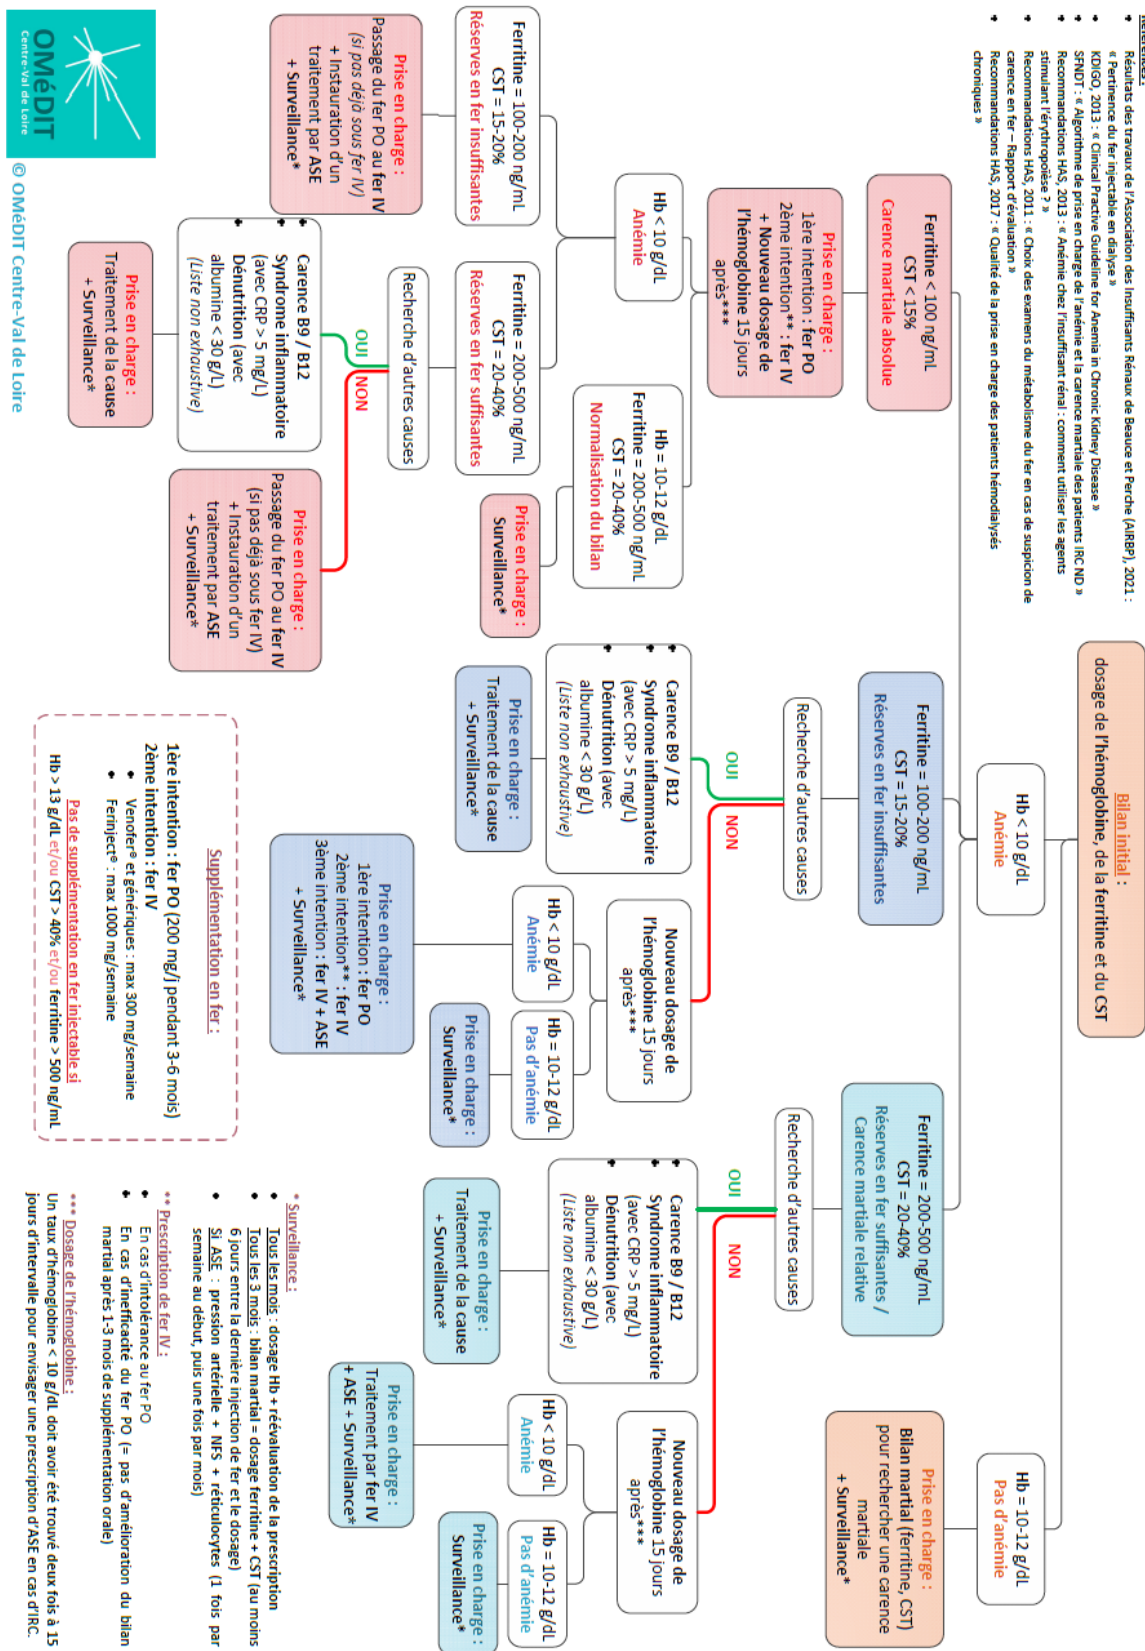 Bilan initial :
dosage de l'hémoglobine, de la ferritine et du CST
Hb < 10 g/dL
Anémie
Hb = 10-12 g/dL
Pas d'anémie
Prise en charge :
Bilan martial (ferritine, CST)
pour rechercher une carence
martiale
+ Surveillance*
Ferritine < 100 ng/mL
CST < 15%
Carence martiale absolue
Prise en charge :
1ère intention : fer PO
2ème intention** : fer IV
+ Nouveau dosage de
l'hémoglobine 15 jours
après***
Hb < 10 g/dL
Anémie
Hb = 10-12 g/dL
Ferritine = 200-500 ng/mL
CST = 20-40%
Normalisation du bilan
Prise en charge :
Surveillance*
Ferritine = 100-200 ng/mL
CST = 15-20%
Réserves en fer insuffisantes
Prise en charge :
Passage du fer PO au fer IV
(si pas déjà sous fer IV)
+ Instauration d'un
traitement par ASE
+ Surveillance*
Ferritine = 200-500 ng/mL
CST = 20-40%
Réserves en fer suffisantes
Recherche d'autres causes
OUI
NON
Carence B9 / B12
Syndrome inflammatoire
(avec CRP > 5 mg/L)
Dénutrition (avec
albumine < 30 g/L)
(Liste non exhaustive)
Prise en charge :
Traitement de la cause
+ Surveillance*
Prise en charge :
Passage du fer PO au fer IV
(si pas déjà sous fer IV)
+ Instauration d'un
traitement par ASE
+ Surveillance*
Ferritine = 100-200 ng/mL
CST = 15-20%
Réserves en fer insuffisantes
Recherche d'autres causes
OUI
NON
Carence B9 / B12
Syndrome inflammatoire
(avec CRP > 5 mg/L)
Dénutrition (avec
albumine < 30 g/L)
(Liste non exhaustive)
Prise en charge :
Traitement de la cause
+ Surveillance*
Nouveau dosage de
l'hémoglobine 15 jours
après***
Hb < 10 g/dL
Anémie
Hb = 10-12 g/dL
Pas d'anémie
Prise en charge :
1ère intention : fer PO
2ème intention** : fer IV
3ème intention : fer IV + ASE
+ Surveillance*
Prise en charge :
Surveillance*
Ferritine = 200-500 ng/mL
CST = 20-40%
Réserves en fer suffisantes /
Carence martiale relative
Recherche d'autres causes
OUI
NON
Carence B9 / B12
Syndrome inflammatoire
(avec CRP > 5 mg/L)
Dénutrition (avec
albumine < 30 g/L)
(Liste non exhaustive)
Prise en charge :
Traitement de la cause
+ Surveillance*
Nouveau dosage de
l'hémoglobine 15 jours
après***
Hb < 10 g/dL
Anémie
Hb = 10-12 g/dL
Pas d'anémie
Prise en charge :
Traitement par fer IV
+ ASE + Surveillance*
Prise en charge :
Surveillance*
Supplémentation en fer :
1ère intention : fer PO (200 mg/j pendant 3-6 mois)
2ème intention : fer IV
Venofer® et génériques : max 300 mg/semaine
Ferinject® : max 1000 mg/semaine
Pas de supplémentation en fer injectable si
Hb > 13 g/dL et/ou CST > 40% et/ou ferritine > 500 ng/mL
* Surveillance :
Tous les mois : dosage Hb + réévaluation de la prescription
Tous les 3 mois : bilan martial = dosage ferritine + CST (au moins
6 jours entre la dernière injection de fer et le dosage)
Si ASE : pression artérielle + NFS + réticulocytes (1 fois par
semaine au début, puis une fois par mois)
** Prescription de fer IV :
En cas d'intolérance au fer PO
En cas d'inefficacité du fer PO (= pas d'amélioration du bilan
martial après 1-3 mois de supplémentation orale)
*** Dosage de l'hémoglobine :
Un taux d'hémoglobine < 10 g/dL doit avoir été trouvé deux fois à 15
jours d'intervalle pour envisager une prescription d'ASE en cas d'IRC.
Références :
Résultats des travaux de l'Association des Insuffisants Rénaux de Beauce et Perche (AIRBP), 2021 :
« Pertinence du fer injectable en dialyse »
KDIGO, 2013 : « Clinical Practive Guideline for Anemia in Chronic Kidney Disease »
SFNDT : « Algorithme de prise en charge de l'anémie et la carence martiale des patients IRC ND »
Recommandations HAS, 2013 : « Anémie chez l'insuffisant rénal : comment utiliser les agents
stimulant l'érythropoïèse ? »
Recommandations HAS, 2011 : « Choix des examens du métabolisme du fer en cas de suspicion de
carence en fer – Rapport d'évaluation »
Recommandations HAS, 2017 : « Qualité de la prise en charge des patients hémodialysés
chroniques »
OMéDIT
Centre-Val de Loire
© OMéDIT Centre-Val de Loire